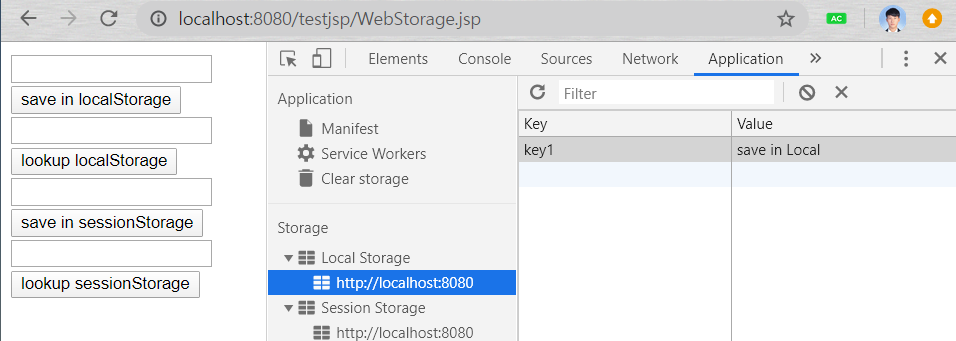 localhost:8080/testjsp/WebStorage.jsp
AC
save in localStorage
lookup localStorage
save in sessionStorage
lookup sessionStorage
Elements Console Sources Network Application »
Application
Manifest
Service Workers
Clear storage
Storage
Local Storage
http://localhost:8080
Session Storage
http://localhost:8080
Filter
Key Value
key1 save in Local